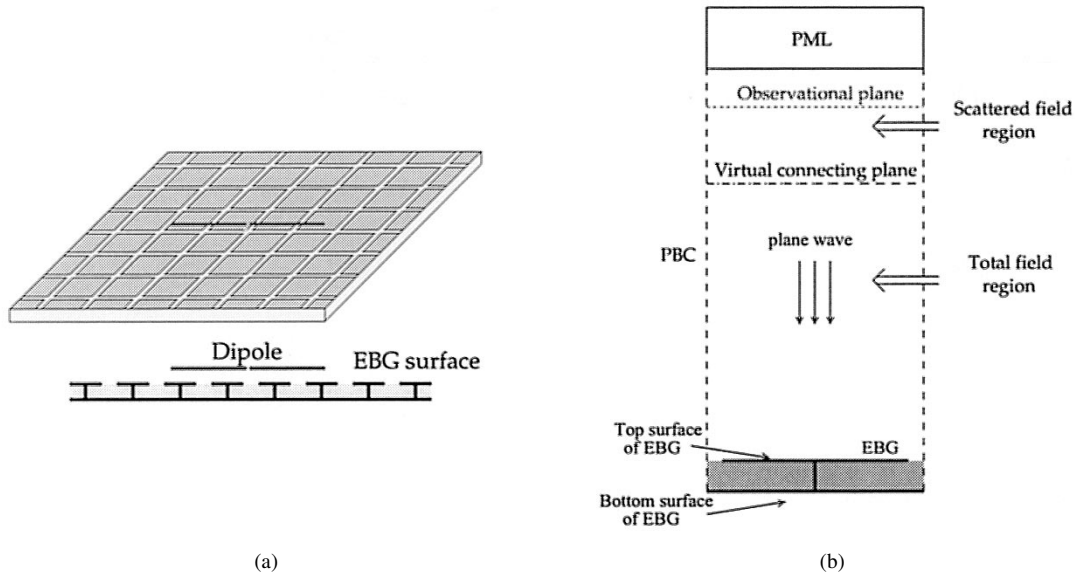 Dipole
EBG surface
(a)
PML
Observational plane
Scattered field
region
Virtual connecting plane
plane wave
PBC
Total field
region
Top surface
of EBG
EBG
Bottom surface
of EBG
(b)